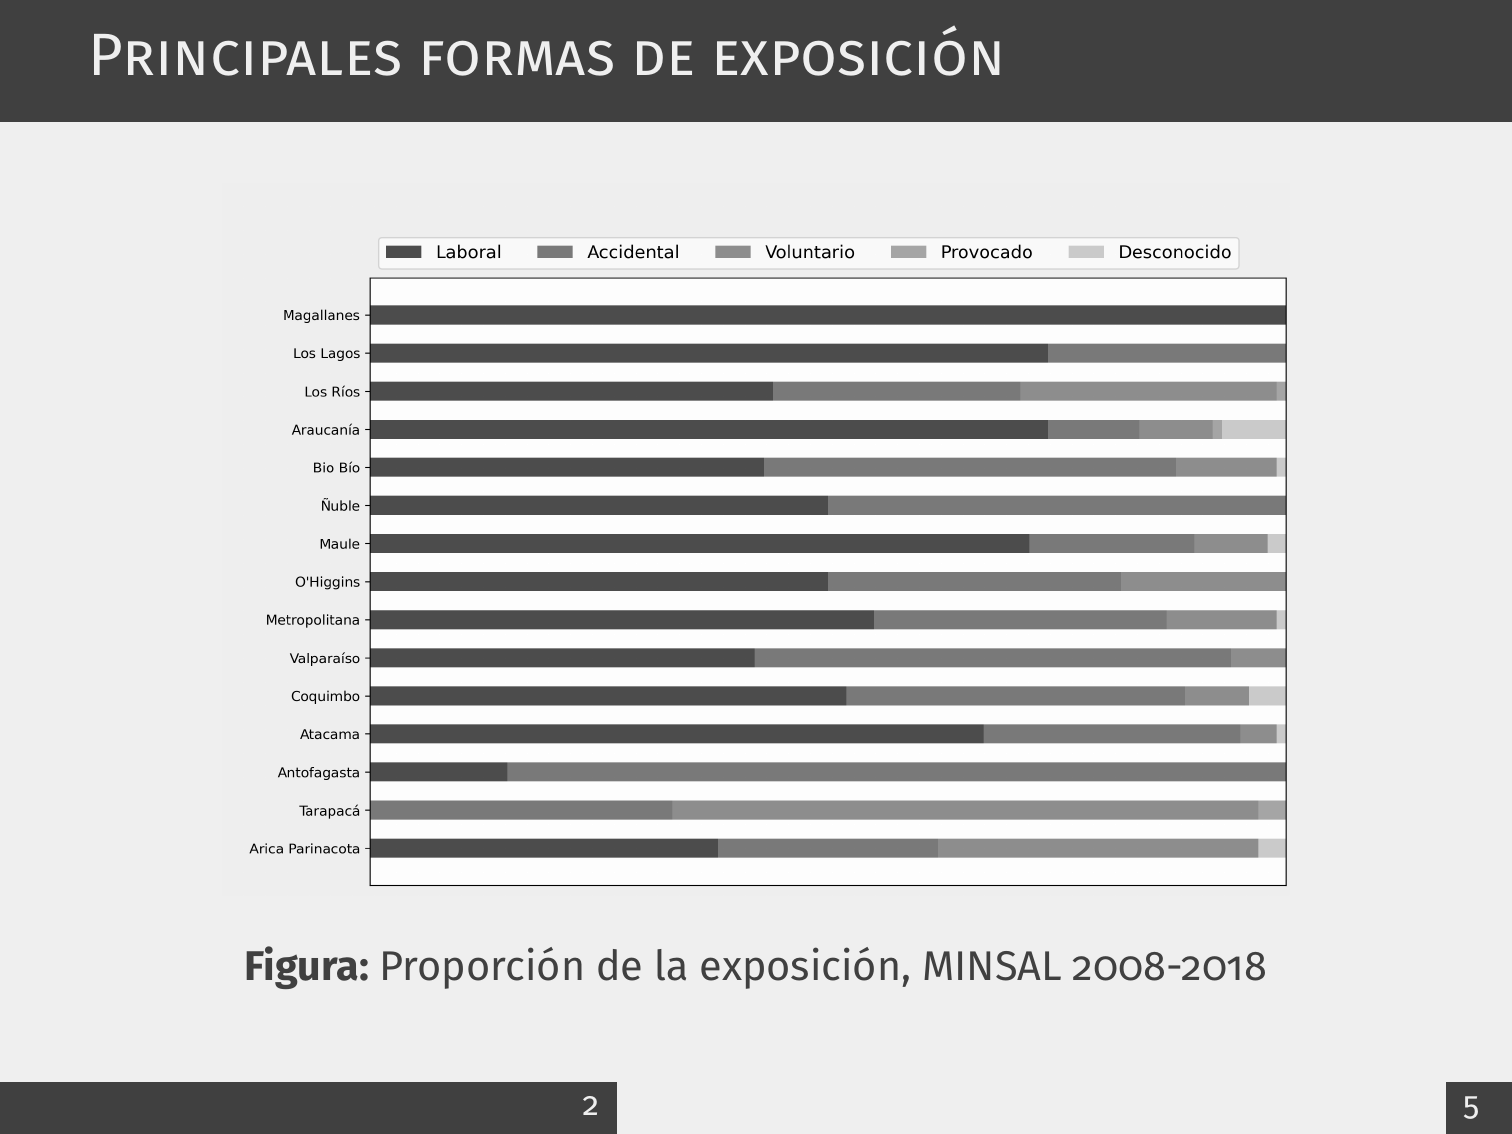 Principales formas de exposición
Laboral Accidental Voluntario Provocado Desconocido
Magallanes
Los Lagos
Los Ríos
Araucanía
Bio Bío
Ñuble
Maule
O'Higgins
Metropolitana
Valparaíso
Coquimbo
Atacama
Antofagasta
Tarapacá
Arica Parinacota
Figura: Proporción de la exposición, MINSAL 2008-2018
2 5